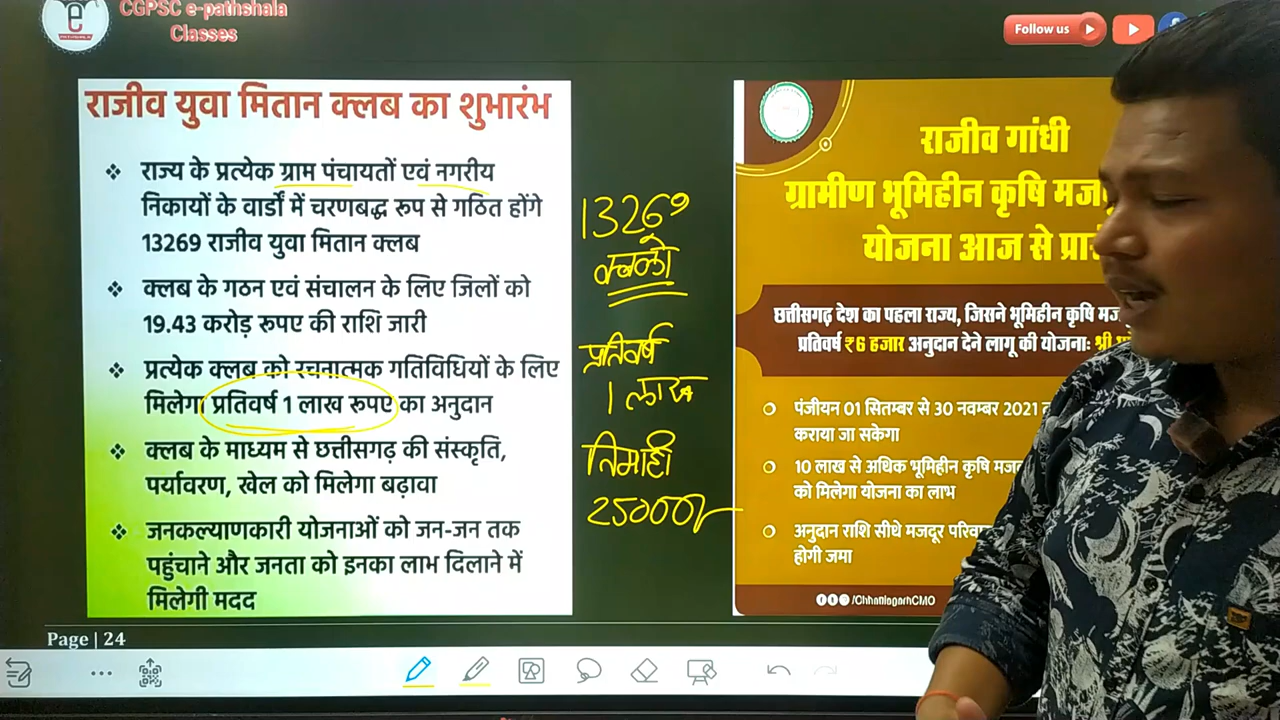 CGPSC e-pathshala
Classes
Follow us
राजीव युवा मितान क्लब का शुभारंभ
राज्य के प्रत्येक ग्राम पंचायतों एवं नगरीय
निकायों के वार्डों में चरणबद्ध रूप से गठित होंगे
13269 राजीव युवा मितान क्लब
क्लब के गठन एवं संचालन के लिए जिलों को
19.43 करोड़ रूपए की राशि जारी
प्रत्येक क्लब को रचनात्मक गतिविधियों के लिए
मिलेगा प्रतिवर्ष 1 लाख रूपए का अनुदान
क्लब के माध्यम से छत्तीसगढ़ की संस्कृति,
पर्यावरण, खेल को मिलेगा बढ़ावा
जनकल्याणकारी योजनाओं को जन-जन तक
पहुंचाने और जनता को इनका लाभ दिलाने में
मिलेगी मदद
13269
क्लबो
प्रतिवर्ष
1 लाख
तिमाही
25000/-
राजीव गांधी
ग्रामीण भूमिहीन कृषि
योजना आज से
छत्तीसगढ़ देश का पहला राज्य, जिसने भूमिहीन कृषि
प्रतिवर्ष ₹6 हजार अनुदान देने लागू की योजनाः श्री
पंजीयन 01 सितम्बर से 30 नवम्बर 2021
कराया जा सकेगा
10 लाख से अधिक भूमिहीन कृषि
को मिलेगा योजना का लाभ
अनुदान राशि सीधे मजदूर
होगी जमा
/ChhattisgarhCMO
Page | 24